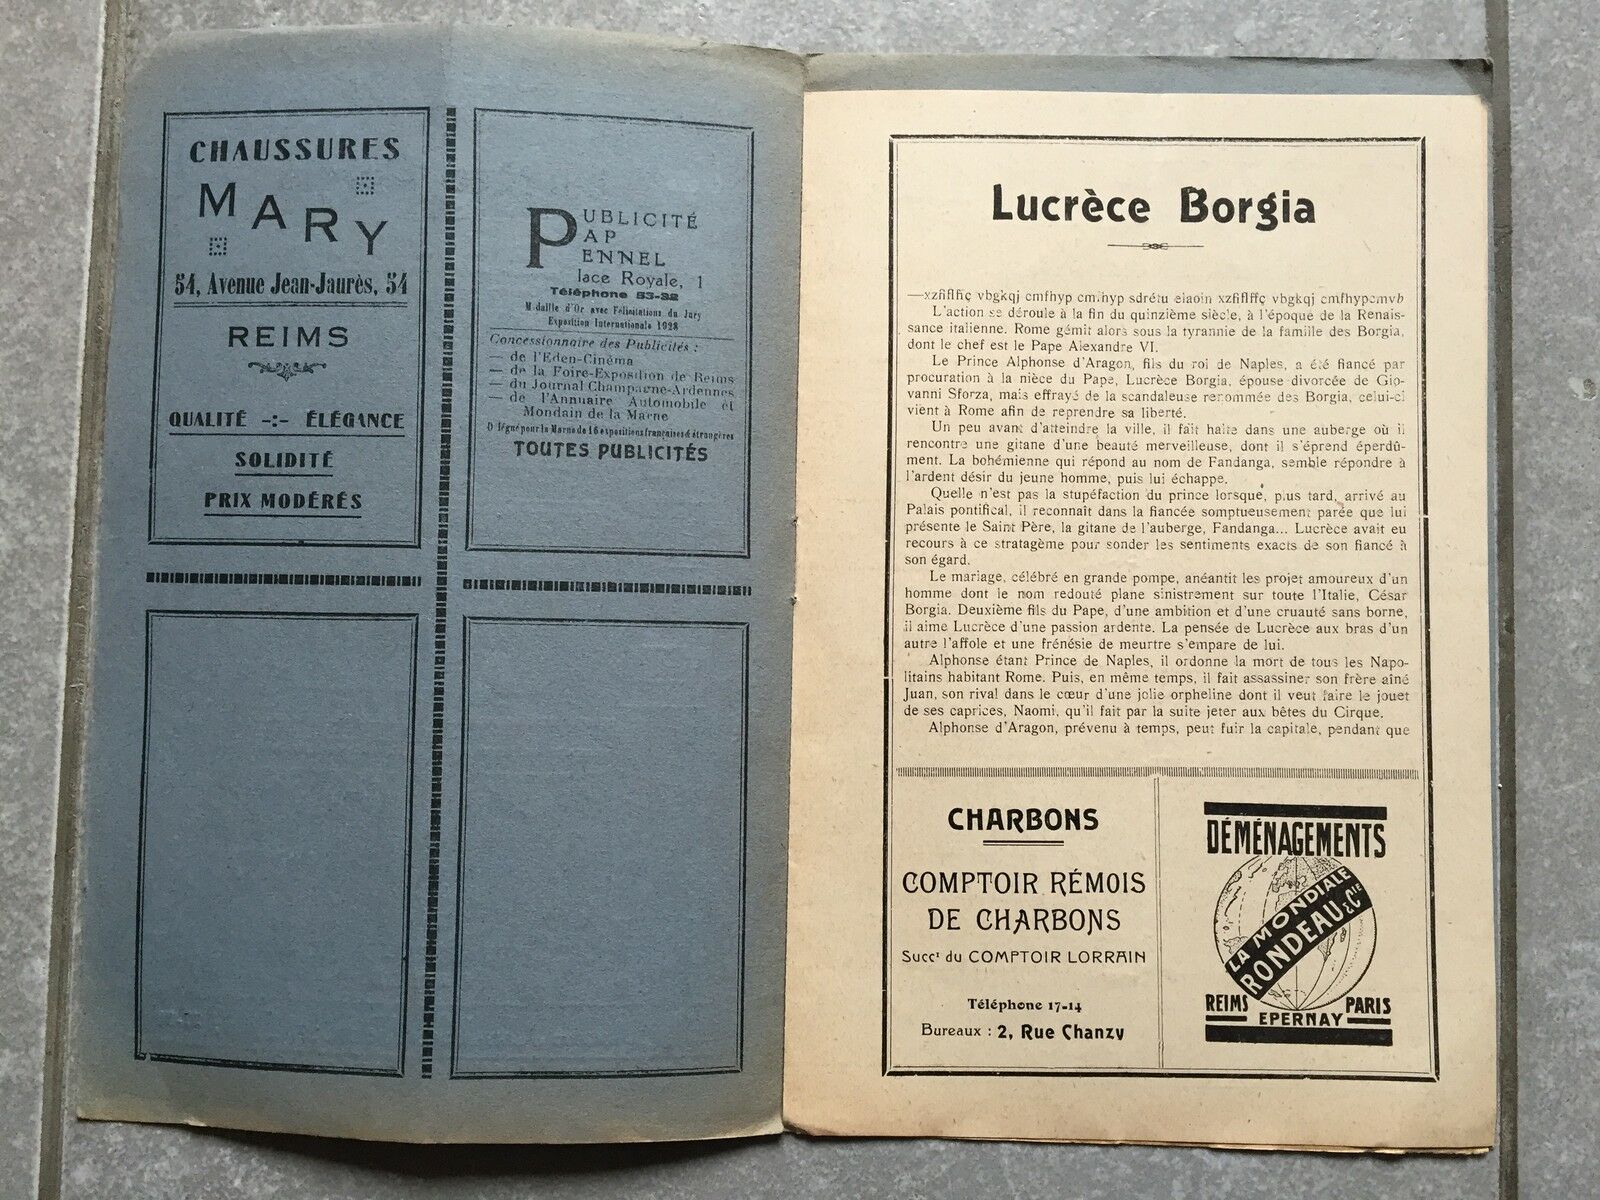 CHAUSSURES
MARY
54, Avenue Jean-Jaurès, 54
REIMS
QUALITÉ -:- ÉLÉGANCE
SOLIDITÉ
PRIX MODÉRÉS
PUBLICITÉ
PAP
PENNEL
Place Royale, 1
Téléphone 53-32
Médaille d'Or avec Félicitations du Jury
Exposition Internationale 1928
Concessionnaire des Publicités :
— de l'Eden-Cinéma
— de la Foire-Exposition de Reims
— du Journal Champagne-Ardennes
— de l'Annuaire Automobile et
Mondain de la Marne
Délégué pour la Marne de 16 expositions françaises & étrangères
TOUTES PUBLICITÉS
Lucrèce Borgia
—xzfiflffç vbgkqj cmfhyp cmfhyp sdrétu eiaoin xzfiflffç vbgkqj cmfhypcmvb
L'action se déroule à la fin du quinzième siècle, à l'époque de la Renais-
sance italienne. Rome gémit alors sous la tyrannie de la famille des Borgia,
dont le chef est le Pape Alexandre VI.
Le Prince Alphonse d'Aragon, fils du roi de Naples, a été fiancé par
procuration à la nièce du Pape, Lucrèce Borgia, épouse divorcée de Gio-
vanni Sforza, mais effrayé de la scandaleuse renommée des Borgia, celui-ci
vient à Rome afin de reprendre sa liberté.
Un peu avant d'atteindre la ville, il fait halte dans une auberge où il
rencontre une gitane d'une beauté merveilleuse, dont il s'éprend éperdû-
ment. La bohémienne qui répond au nom de Fandanga, semble répondre à
l'ardent désir du jeune homme, puis lui échappe.
Quelle n'est pas la stupéfaction du prince lorsque, plus tard, arrivé au
Palais pontifical, il reconnaît dans la fiancée somptueusement parée que lui
présente le Saint Père, la gitane de l'auberge, Fandanga... Lucrèce avait eu
recours à ce stratagème pour sonder les sentiments exacts de son fiancé à
son égard.
Le mariage, célébré en grande pompe, anéantit les projet amoureux d'un
homme dont le nom redouté plane sinistrement sur toute l'Italie, César
Borgia. Deuxième fils du Pape, d'une ambition et d'une cruauté sans borne,
il aime Lucrèce d'une passion ardente. La pensée de Lucrèce aux bras d'un
autre l'affole et une frénésie de meurtre s'empare de lui.
Alphonse étant Prince de Naples, il ordonne la mort de tous les Napo-
litains habitant Rome. Puis, en même temps, il fait assassiner son frère aîné
Juan, son rival dans le cœur d'une jolie orpheline dont il veut faire le jouet
de ses caprices, Naomi, qu'il fait par la suite jeter aux bêtes du Cirque.
Alphonse d'Aragon, prévenu à temps, peut fuir la capitale, pendant que
CHARBONS
COMPTOIR RÉMOIS
DE CHARBONS
Succr du COMPTOIR LORRAIN
Téléphone 17-14
Bureaux : 2, Rue Chanzy
DÉMÉNAGEMENTS
LA MONDIALE
RONDEAU & Cie
REIMS PARIS
EPERNAY